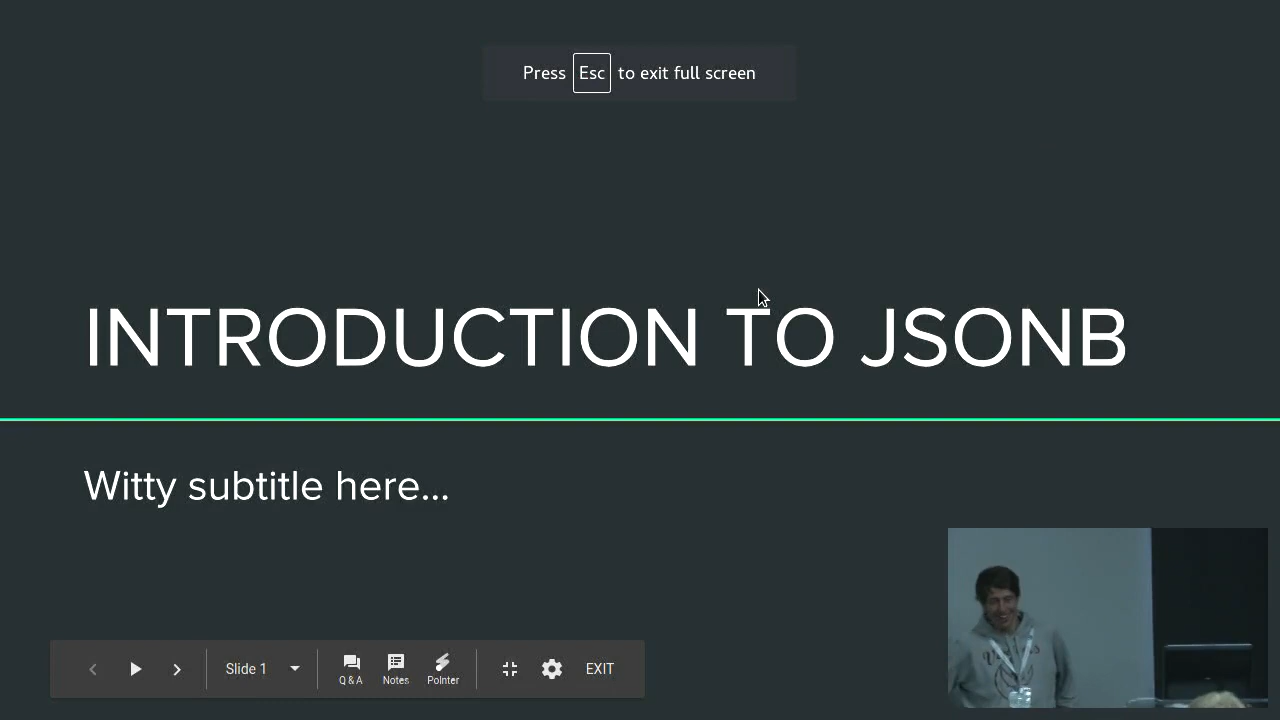 Press Esc to exit full screen
INTRODUCTION TO JSONB
Witty subtitle here...
Slide 1
Q & A
Notes
Pointer
EXIT